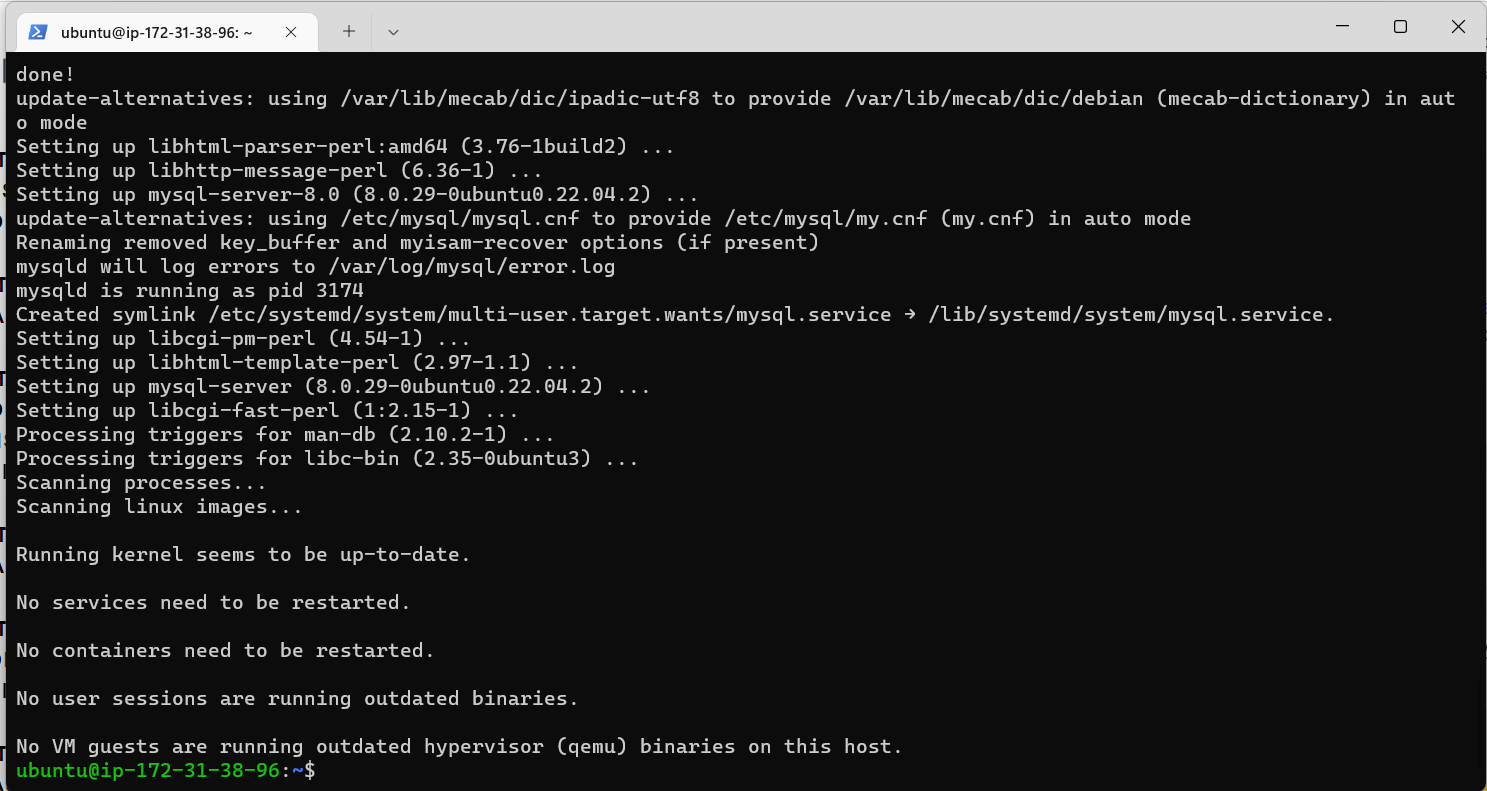 ubuntu@ip-172-31-38-96: ~
done!
update-alternatives: using /var/lib/mecab/dic/ipadic-utf8 to provide /var/lib/mecab/dic/debian (mecab-dictionary) in aut
o mode
Setting up libhtml-parser-perl:amd64 (3.76-1build2) ...
Setting up libhttp-message-perl (6.36-1) ...
Setting up mysql-server-8.0 (8.0.29-0ubuntu0.22.04.2) ...
update-alternatives: using /etc/mysql/mysql.cnf to provide /etc/mysql/my.cnf (my.cnf) in auto mode
Renaming removed key_buffer and myisam-recover options (if present)
mysqld will log errors to /var/log/mysql/error.log
mysqld is running as pid 3174
Created symlink /etc/systemd/system/multi-user.target.wants/mysql.service → /lib/systemd/system/mysql.service.
Setting up libcgi-pm-perl (4.54-1) ...
Setting up libhtml-template-perl (2.97-1.1) ...
Setting up mysql-server (8.0.29-0ubuntu0.22.04.2) ...
Setting up libcgi-fast-perl (1:2.15-1) ...
Processing triggers for man-db (2.10.2-1) ...
Processing triggers for libc-bin (2.35-0ubuntu3) ...
Scanning processes...
Scanning linux images...
Running kernel seems to be up-to-date.
No services need to be restarted.
No containers need to be restarted.
No user sessions are running outdated binaries.
No VM guests are running outdated hypervisor (qemu) binaries on this host.
ubuntu@ip-172-31-38-96:~$